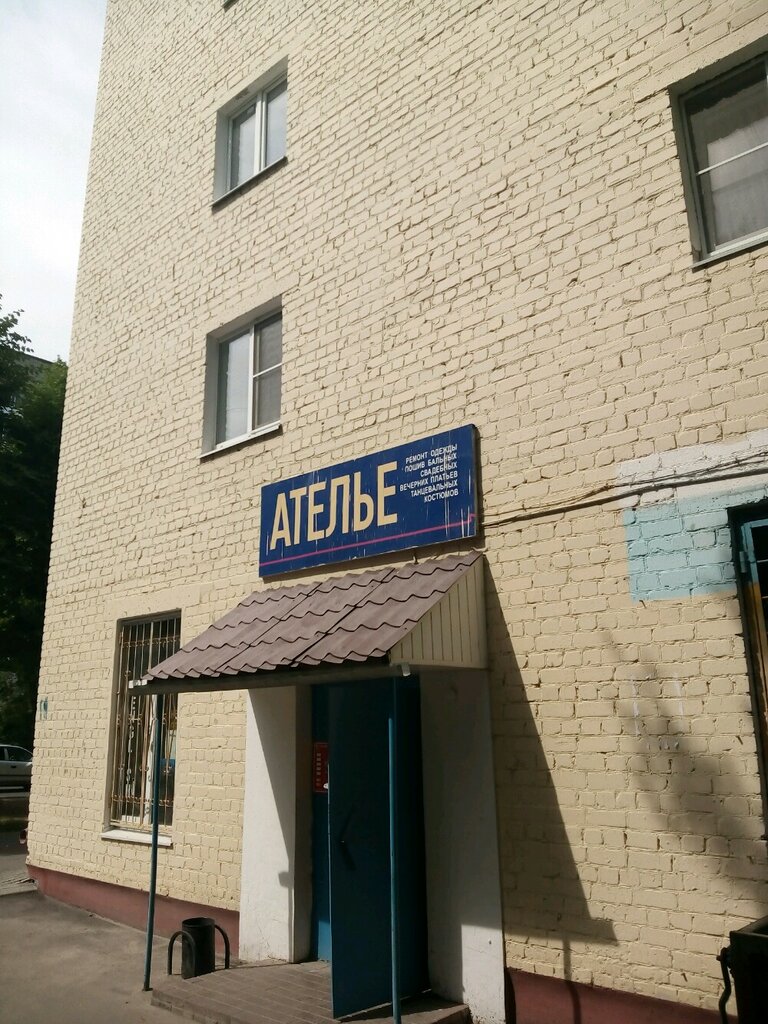 АТЕЛЬЕ
РЕМОНТ ОДЕЖДЫ
ПОШИВ БАЛЬНЫХ
СВАДЕБНЫХ
ВЕЧЕРНИХ ПЛАТЬЕВ
ТАНЦЕВАЛЬНЫХ
КОСТЮМОВ